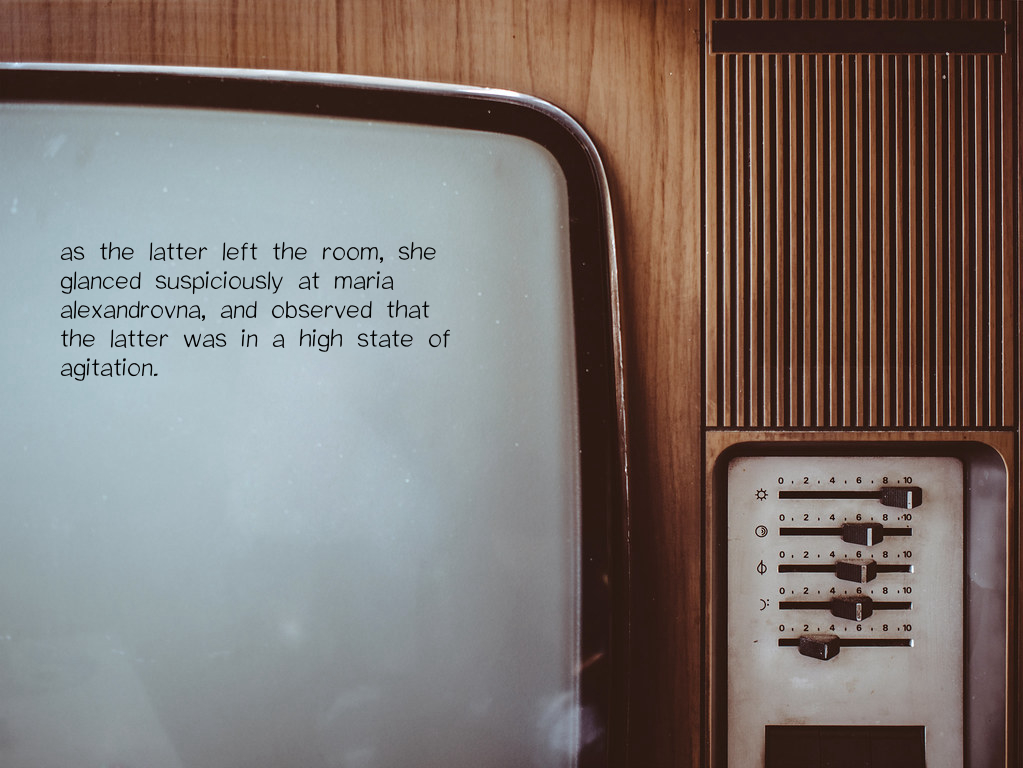 as the latter left the room, she
glanced suspiciously at maria
alexandrovna, and observed that
the latter was in a high state of
agitation.
0 2 4 6 8 10
0 2 4 6 8 10
0 2 4 6 8 10
0 2 4 6 8 10
0 2 4 6 8 10